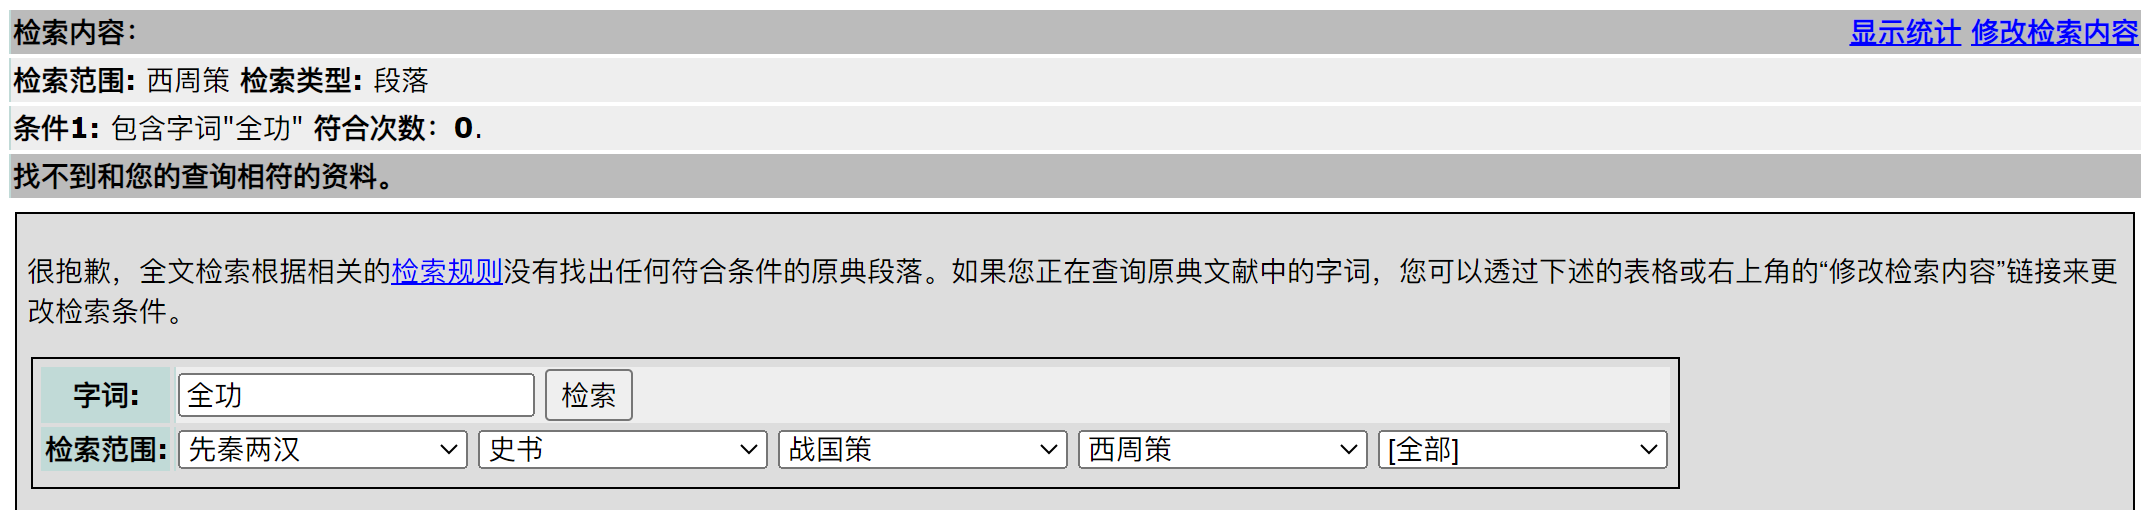 检索内容： 显示统计 修改检索内容
检索范围: 西周策 检索类型: 段落
条件1: 包含字词"全功" 符合次数：0.
找不到和您的查询相符的资料。
很抱歉，全文检索根据相关的检索规则没有找出任何符合条件的原典段落。如果您正在查询原典文献中的字词，您可以透过下述的表格或右上角的“修改检索内容”链接来更
改检索条件。
字词: 全功 检索
检索范围: 先秦两汉 史书 战国策 西周策 [全部]